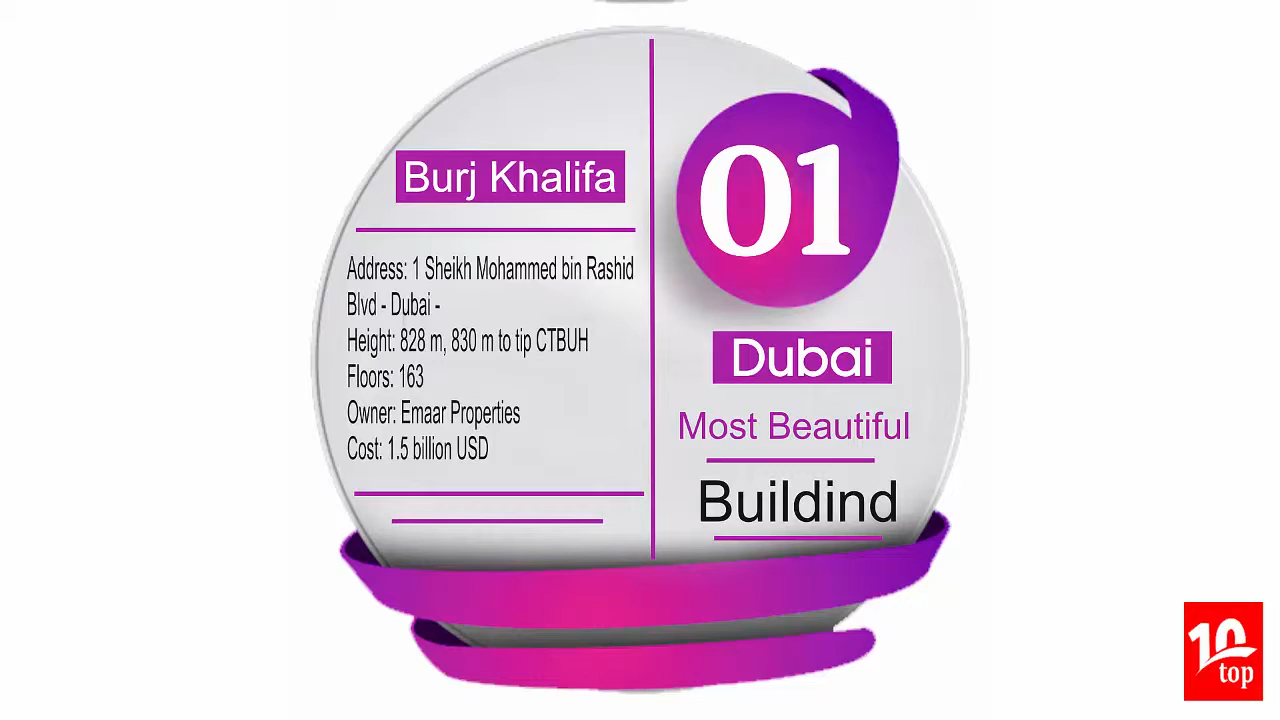 Burj Khalifa
Address: 1 Sheikh Mohammed bin Rashid
Blvd - Dubai -
Height: 828 m, 830 m to tip CTBUH
Floors: 163
Owner: Emaar Properties
Cost: 1.5 billion USD
01
Dubai
Most Beautiful
Buildind
10
top